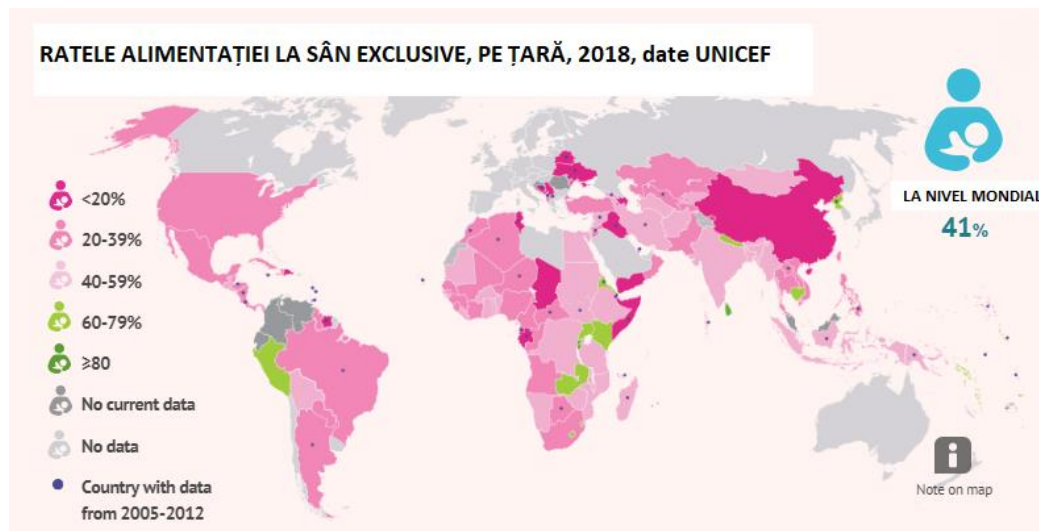 RATELE ALIMENTAȚIEI LA SÂN EXCLUSIVE, PE ȚARĂ, 2018, date UNICEF
<20%
20-39%
40-59%
60-79%
≥80
No current data
No data
Country with data
from 2005-2012
LA NIVEL MONDIAL
41%
i
Note on map